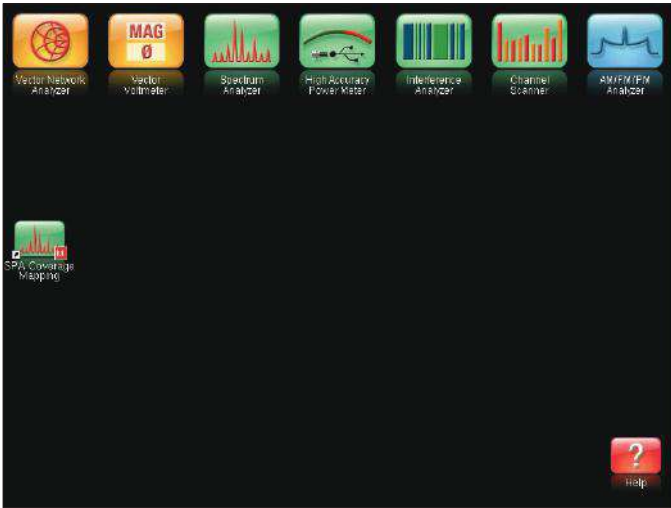 MAG
Ø
Vector Network
Analyzer
Vector
Voltmeter
Spectrum
Analyzer
High Accuracy
Power Meter
Interference
Analyzer
Channel
Scanner
AM/FM/PM
Analyzer
SPA Coverage
Mapping
?
Help